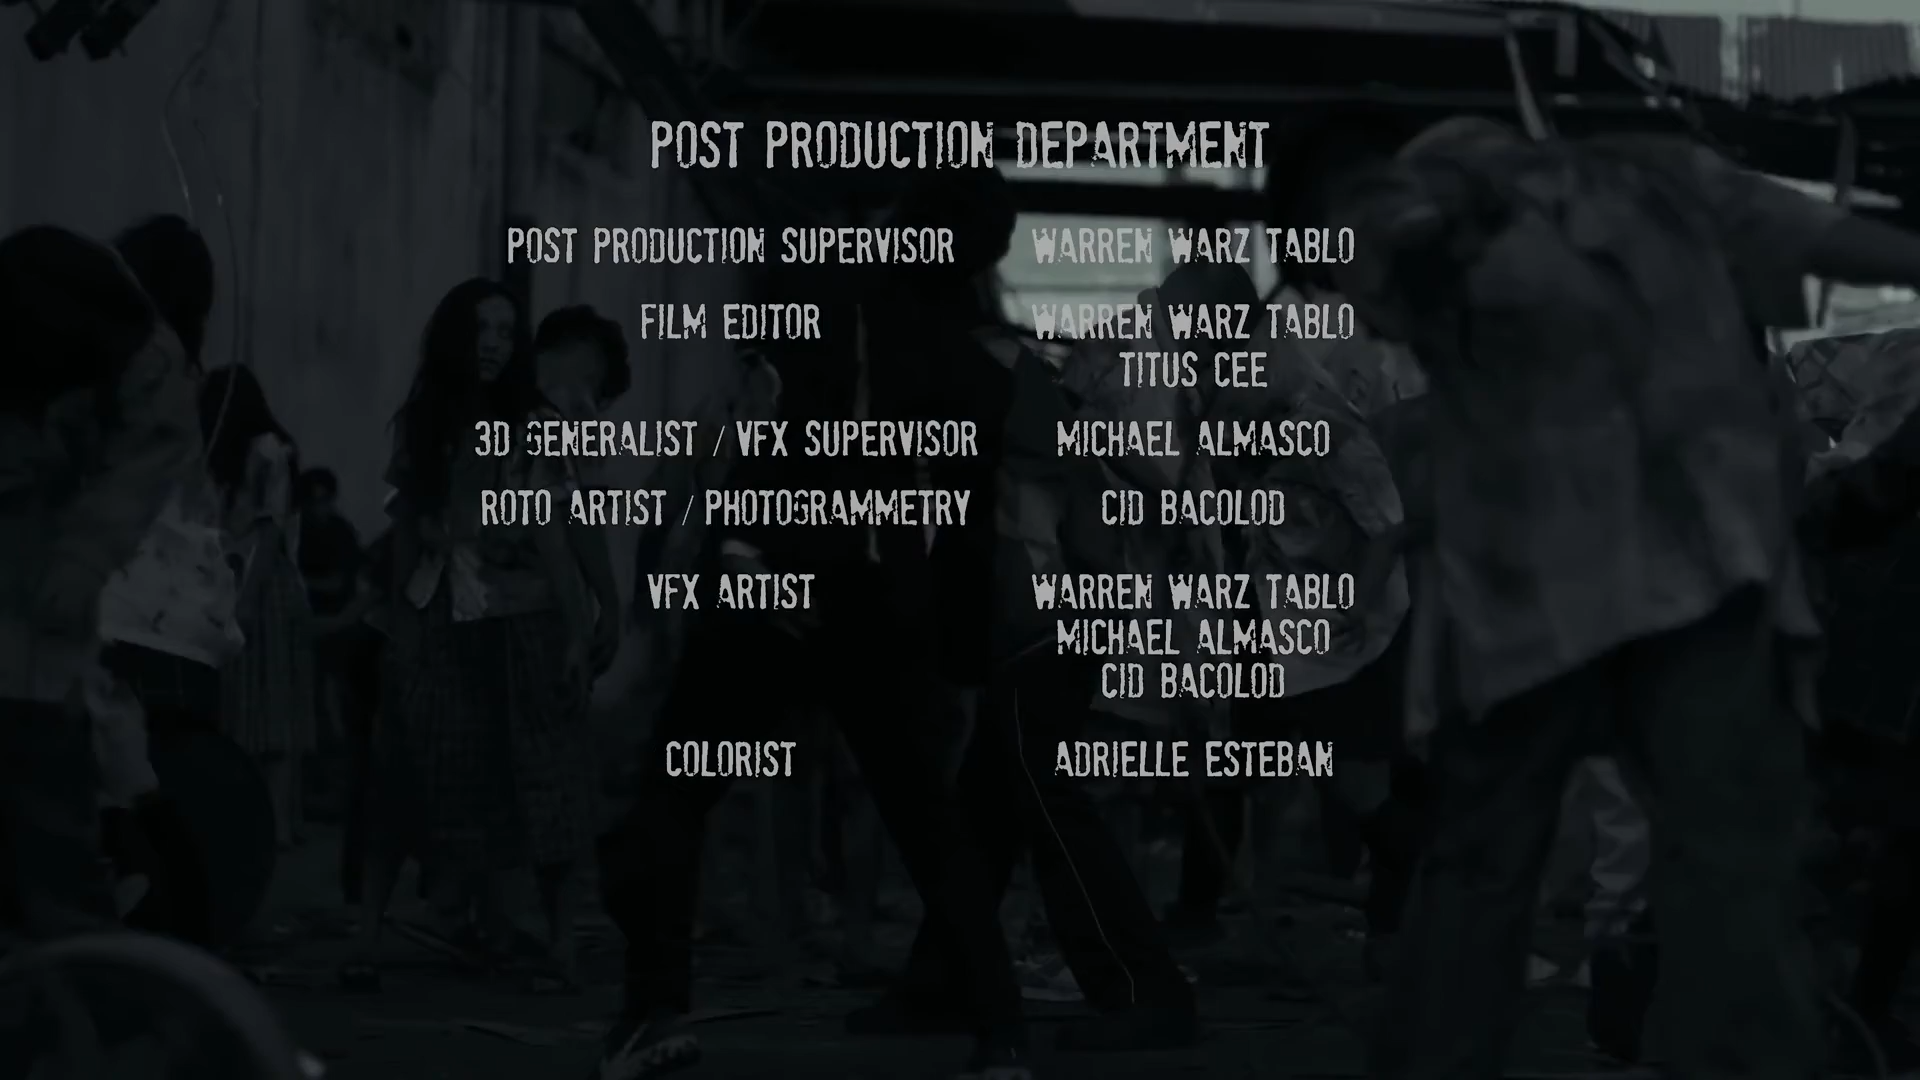 POST PRODUCTION DEPARTMENT
POST PRODUCTION SUPERVISOR WARREN WARZ TABLO
FILM EDITOR WARREN WARZ TABLO
TITUS CEE
3D GENERALIST / VFX SUPERVISOR MICHAEL ALMASCO
ROTO ARTIST / PHOTOGRAMMETRY CID BACOLOD
VFX ARTIST WARREN WARZ TABLO
MICHAEL ALMASCO
CID BACOLOD
COLORIST ADRIELLE ESTEBAN